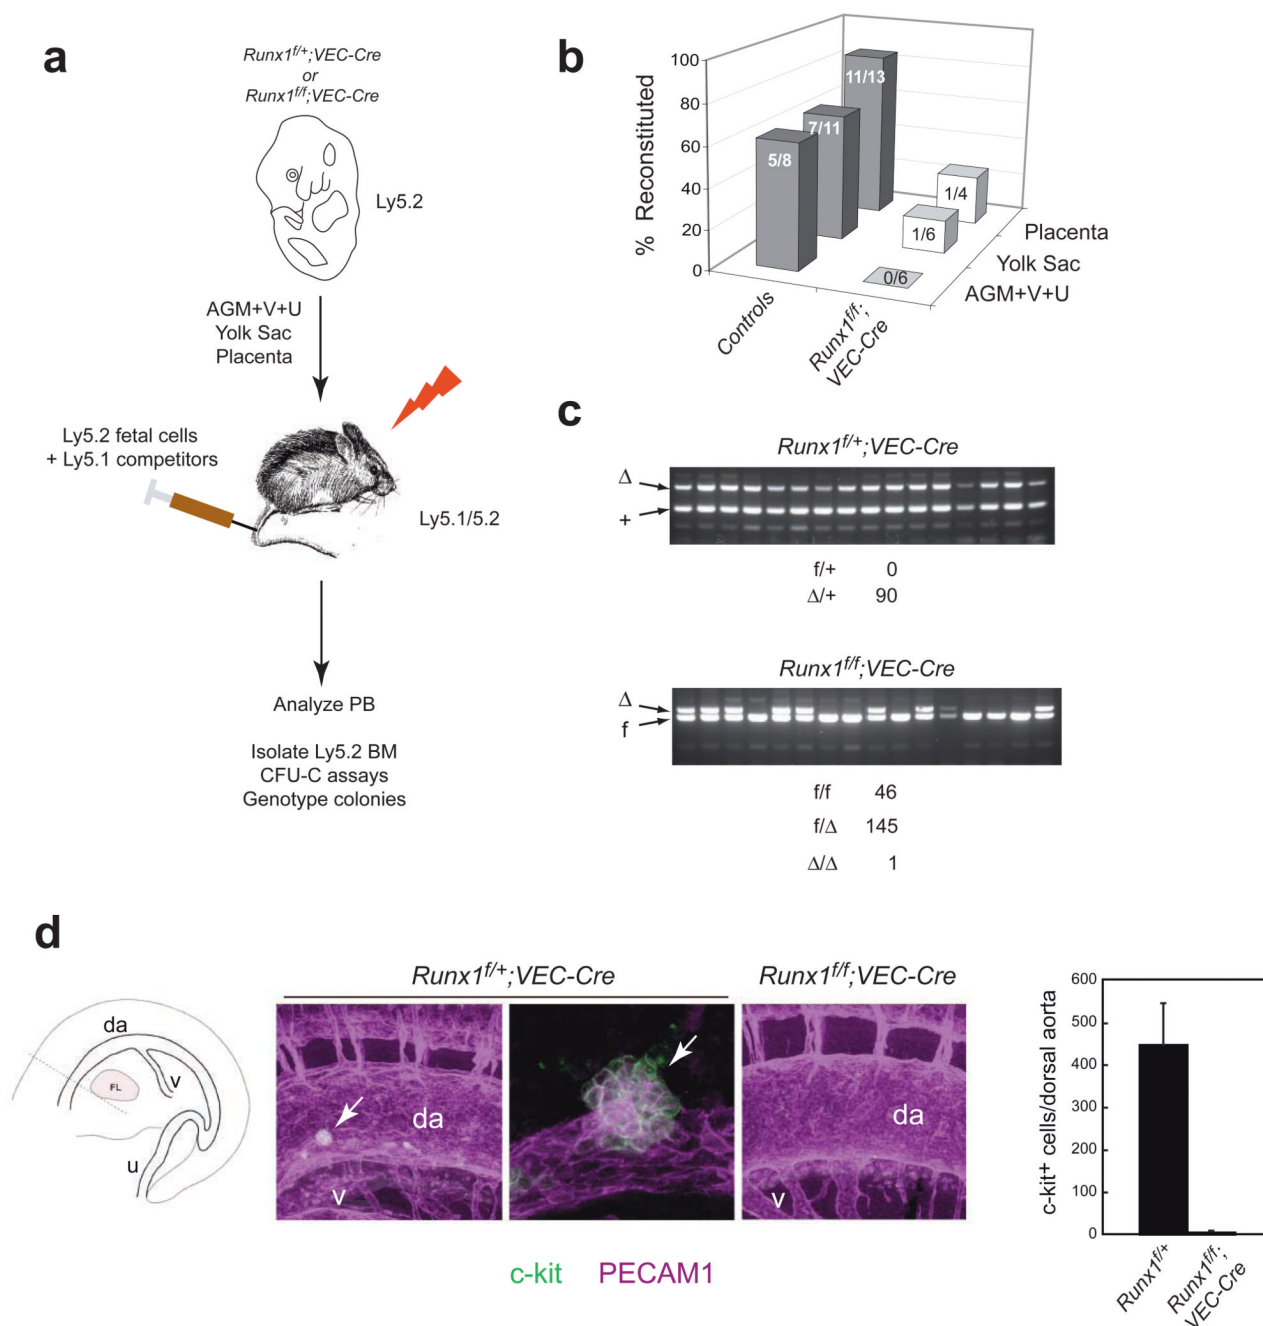 a
Runx1f/+;VEC-Cre
or
Runx1f/f;VEC-Cre
Ly5.2
AGM+V+U
Yolk Sac
Placenta
Ly5.2 fetal cells
+ Ly5.1 competitors
Ly5.1/5.2
Analyze PB
Isolate Ly5.2 BM
CFU-C assays
Genotype colonies
b
% Reconstituted
100
80
60
40
20
0
5/8
7/11
11/13
0/6
1/6
1/4
Placenta
Yolk Sac
AGM+V+U
Controls
Runx1f/f;
VEC-Cre
c
Runx1f/+;VEC-Cre
Δ
+
f/+ 0
Δ/+ 90
Runx1f/f;VEC-Cre
Δ
f
f/f 46
f/Δ 145
Δ/Δ 1
d
da
v
FL
u
Runx1f/+;VEC-Cre
Runx1f/f;VEC-Cre
da
v
da
v
c-kit PECAM1
c-kit+ cells/dorsal aorta
600
500
400
300
200
100
0
Runx1f/+
Runx1f/f;
VEC-Cre